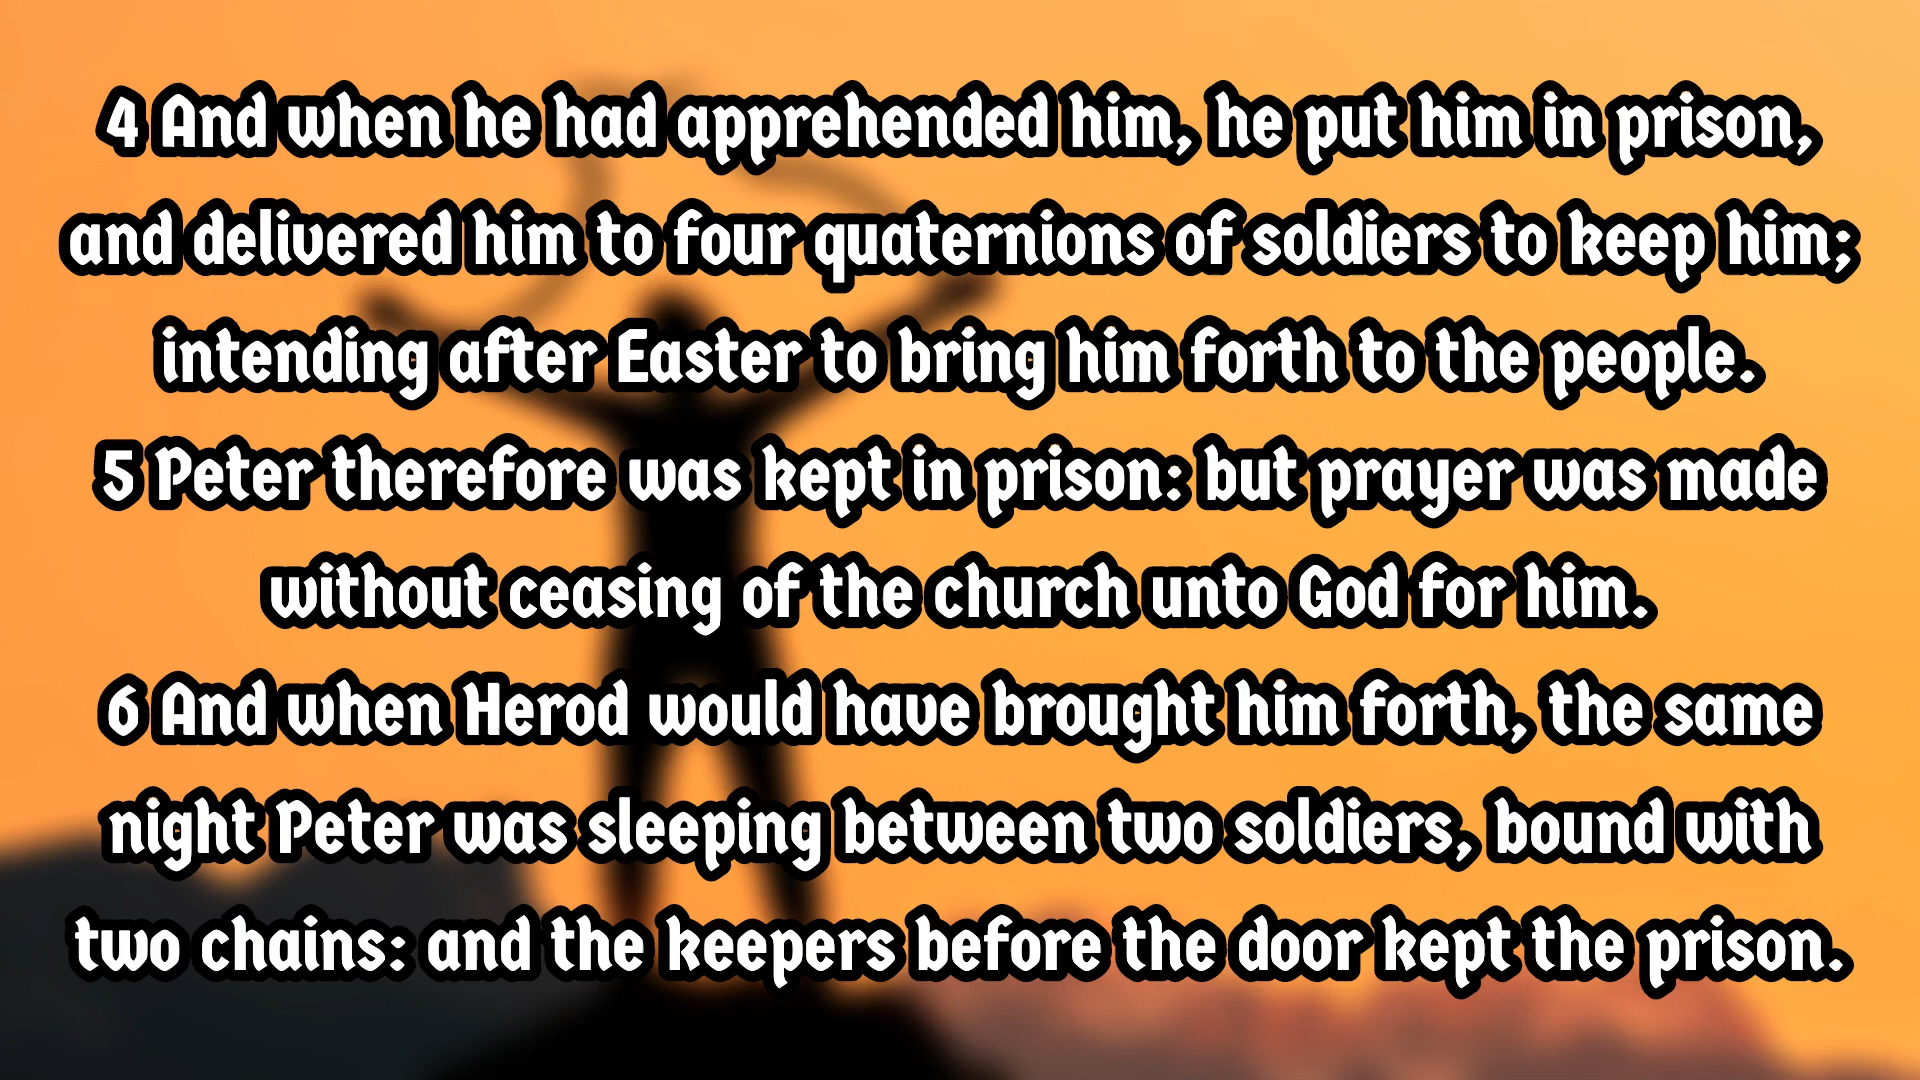 4 And when he had apprehended him, he put him in prison,
and delivered him to four quaternions of soldiers to keep him;
intending after Easter to bring him forth to the people.
5 Peter therefore was kept in prison: but prayer was made
without ceasing of the church unto God for him.
6 And when Herod would have brought him forth, the same
night Peter was sleeping between two soldiers, bound with
two chains: and the keepers before the door kept the prison.